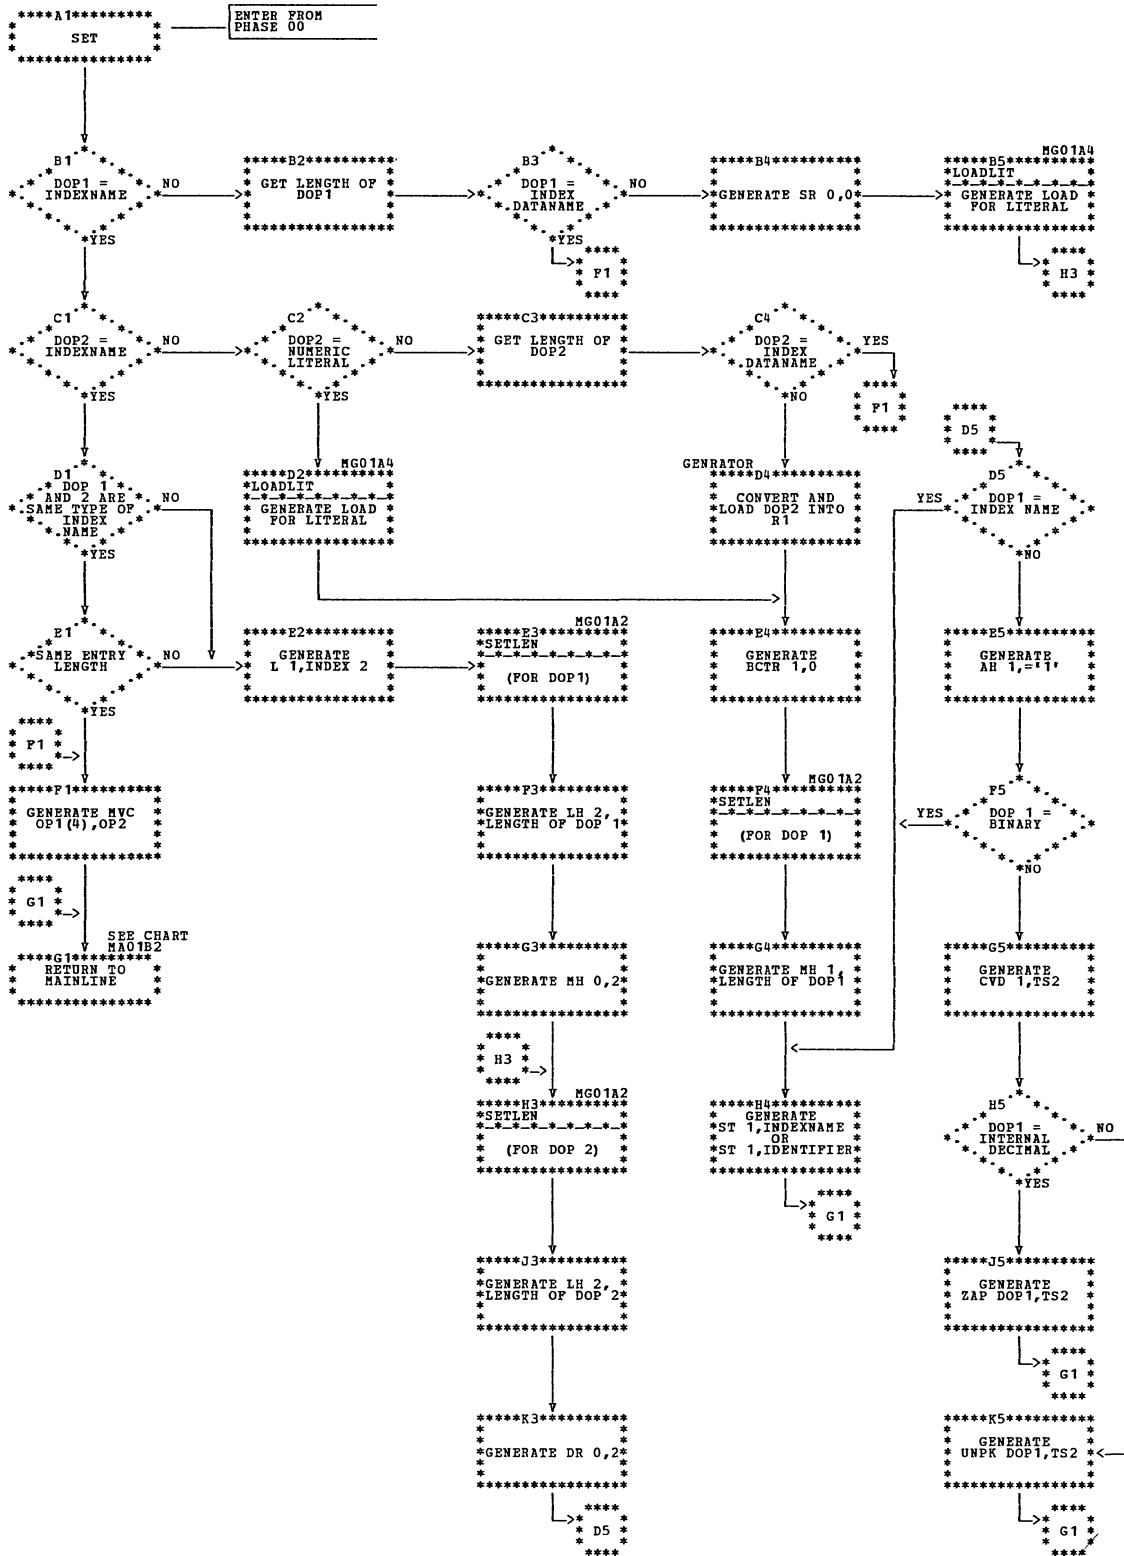 A1
SET
ENTER FROM
PHASE 00
B1
DOP1 =
INDEXNAME
NO
YES
B2
GET LENGTH OF
DOP1
B3
DOP1 =
INDEX
DATANAME
NO
YES
F1
B4
GENERATE SR 0,0
MG01A4
B5
LOADLIT
GENERATE LOAD
FOR LITERAL
H3
C1
DOP2 =
INDEXNAME
NO
YES
C2
DOP2 =
NUMERIC
LITERAL
NO
YES
C3
GET LENGTH OF
DOP2
C4
DOP2 =
INDEX
DATANAME
YES
NO
F1
D5
D1
DOP 1
AND 2 ARE
SAME TYPE OF
INDEX
NAME
NO
YES
MG01A4
D2
LOADLIT
GENERATE LOAD
FOR LITERAL
GENRATOR
D4
CONVERT AND
LOAD DOP2 INTO
R1
D5
DOP1 =
INDEX NAME
YES
NO
E1
SAME ENTRY
LENGTH
NO
YES
E2
GENERATE
L 1,INDEX 2
MG01A2
E3
SETLEN
(FOR DOP1)
E4
GENERATE
BCTR 1,0
E5
GENERATE
AH 1,='1'
F1
F1
GENERATE MVC
OP1(4),OP2
F3
GENERATE LH 2,
LENGTH OF DOP 1
MG01A2
F4
SETLEN
(FOR DOP 1)
F5
DOP 1 =
BINARY
YES
NO
G1
SEE CHART
MA01B2
G1
RETURN TO
MAINLINE
G3
GENERATE MH 0,2
G4
GENERATE MH 1,
LENGTH OF DOP1
G5
GENERATE
CVD 1,TS2
H3
MG01A2
H3
SETLEN
(FOR DOP 2)
H4
GENERATE
ST 1,INDEXNAME
OR
ST 1,IDENTIFIER
G1
H5
DOP1 =
INTERNAL
DECIMAL
NO
YES
J3
GENERATE LH 2,
LENGTH OF DOP 2
J5
GENERATE
ZAP DOP1,TS2
G1
K3
GENERATE DR 0,2
D5
K5
GENERATE
UNPK DOP1,TS2
G1